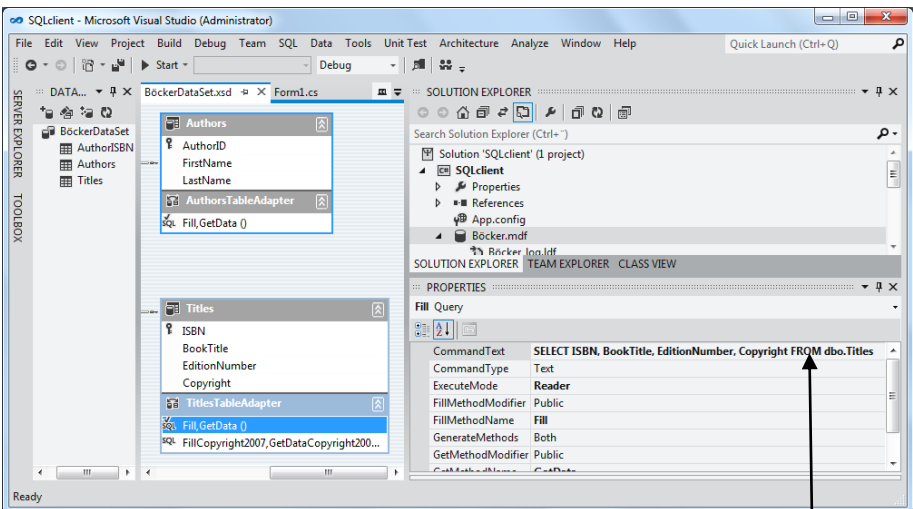 SQLclient - Microsoft Visual Studio (Administrator)
File Edit View Project Build Debug Team SQL Data Tools Unit Test Architecture Analyze Window Help
Quick Launch (Ctrl+Q)
Start
Debug
SERVER EXPLORER
TOOLBOX
DATA...
BöckerDataSet
AuthorISBN
Authors
Titles
BöckerDataSet.xsd
Form1.cs
Authors
AuthorID
FirstName
LastName
AuthorsTableAdapter
SQL Fill,GetData ()
Titles
ISBN
BookTitle
EditionNumber
Copyright
TitlesTableAdapter
SQL Fill,GetData ()
SQL FillCopyright2007,GetDataCopyright200...
SOLUTION EXPLORER
Search Solution Explorer (Ctrl+¨)
Solution 'SQLclient' (1 project)
C# SQLclient
Properties
References
App.config
Böcker.mdf
Böcker_log.ldf
SOLUTION EXPLORER TEAM EXPLORER CLASS VIEW
PROPERTIES
Fill Query
CommandText SELECT ISBN, BookTitle, EditionNumber, Copyright FROM dbo.Titles
CommandType Text
ExecuteMode Reader
FillMethodModifier Public
FillMethodName Fill
GenerateMethods Both
GetMethodModifier Public
GetMethodName GetData
Ready